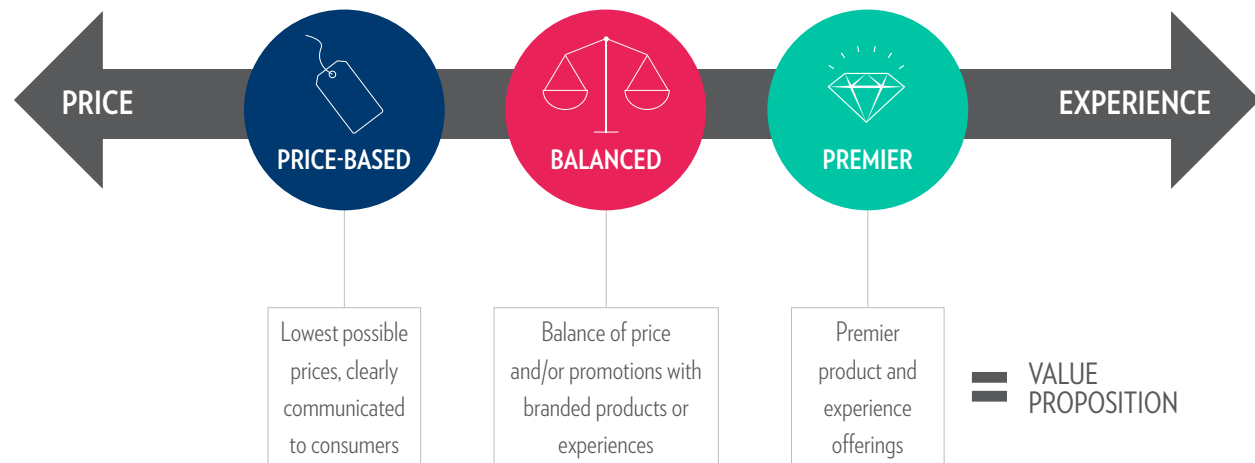 PRICE
EXPERIENCE
PRICE-BASED
BALANCED
PREMIER
Lowest possible
prices, clearly
communicated
to consumers
Balance of price
and/or promotions with
branded products or
experiences
Premier
product and
experience
offerings
= VALUE
PROPOSITION